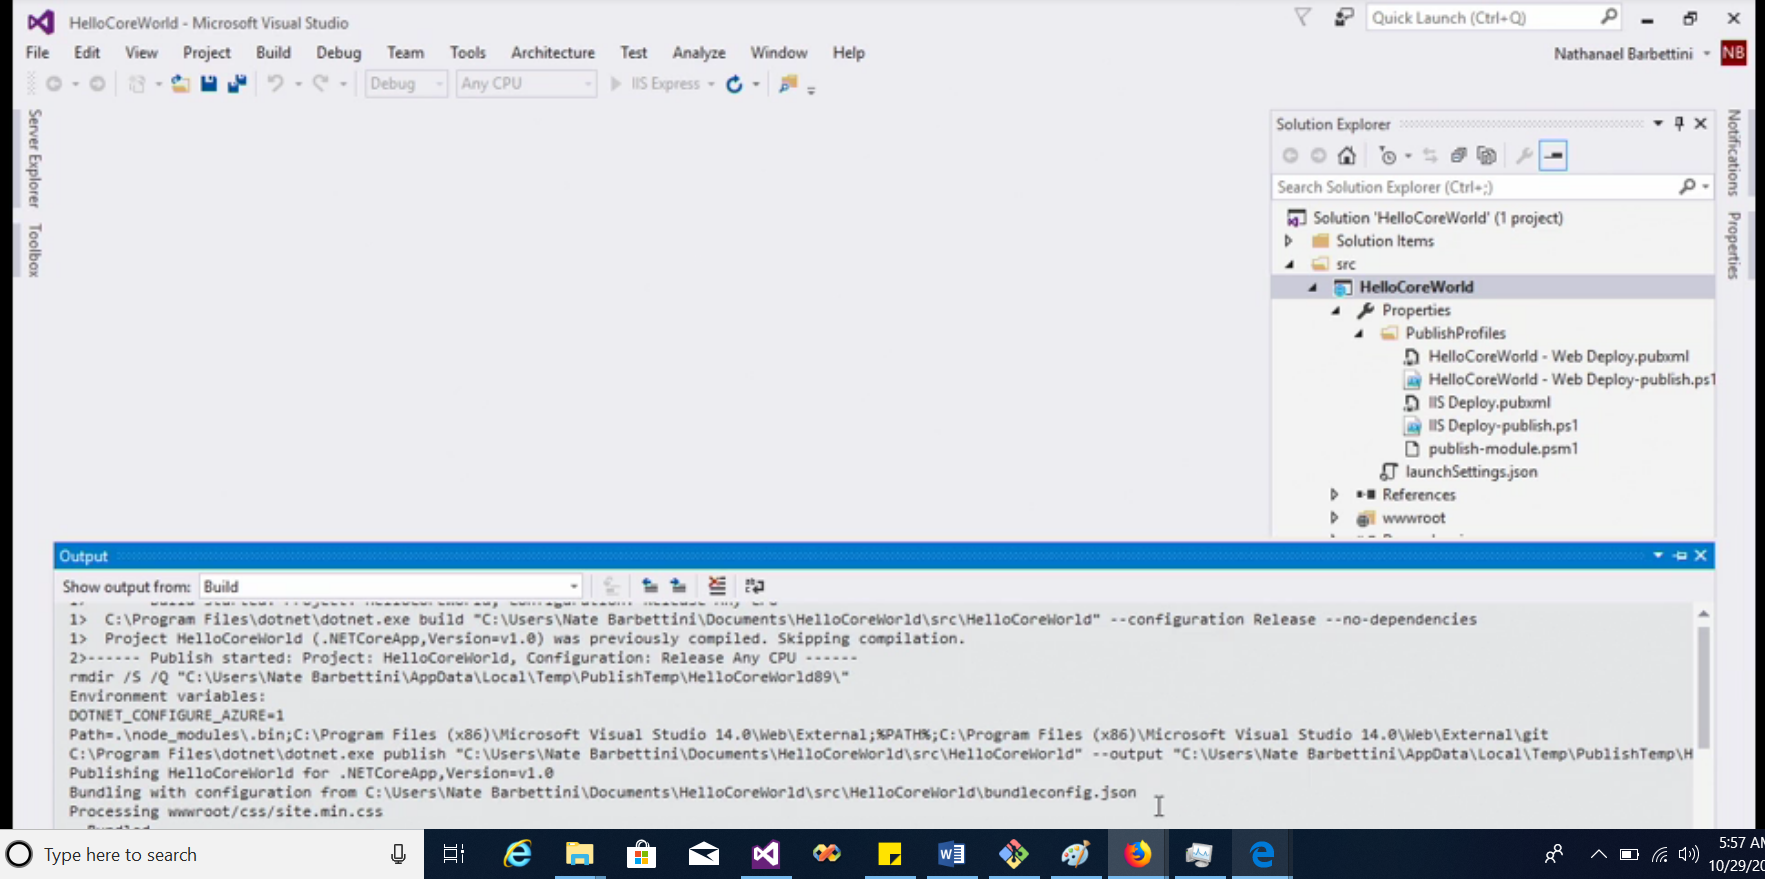 HelloCoreWorld - Microsoft Visual Studio
Quick Launch (Ctrl+Q)
File Edit View Project Build Debug Team Tools Architecture Test Analyze Window Help
Nathanael Barbettini NB
Debug Any CPU IIS Express
Server Explorer
Toolbox
Notifications
Properties
Solution Explorer
Search Solution Explorer (Ctrl+;)
Solution 'HelloCoreWorld' (1 project)
Solution Items
src
HelloCoreWorld
Properties
PublishProfiles
HelloCoreWorld - Web Deploy.pubxml
HelloCoreWorld - Web Deploy-publish.ps1
IIS Deploy.pubxml
IIS Deploy-publish.ps1
publish-module.psm1
launchSettings.json
References
wwwroot
Output
Show output from: Build
1> C:\Program Files\dotnet\dotnet.exe build "C:\Users\Nate Barbettini\Documents\HelloCoreWorld\src\HelloCoreWorld" --configuration Release --no-dependencies
1> Project HelloCoreWorld (.NETCoreApp,Version=v1.0) was previously compiled. Skipping compilation.
2>------ Publish started: Project: HelloCoreWorld, Configuration: Release Any CPU ------
rmdir /S /Q "C:\Users\Nate Barbettini\AppData\Local\Temp\PublishTemp\HelloCoreWorld89\"
Environment variables:
DOTNET_CONFIGURE_AZURE=1
Path=.\node_modules\.bin;C:\Program Files (x86)\Microsoft Visual Studio 14.0\Web\External;%PATH%;C:\Program Files (x86)\Microsoft Visual Studio 14.0\Web\External\git
C:\Program Files\dotnet\dotnet.exe publish "C:\Users\Nate Barbettini\Documents\HelloCoreWorld\src\HelloCoreWorld" --output "C:\Users\Nate Barbettini\AppData\Local\Temp\PublishTemp\H
Publishing HelloCoreWorld for .NETCoreApp,Version=v1.0
Bundling with configuration from C:\Users\Nate Barbettini\Documents\HelloCoreWorld\src\HelloCoreWorld\bundleconfig.json
Processing wwwroot/css/site.min.css
Type here to search
5:57 AM
10/29/20